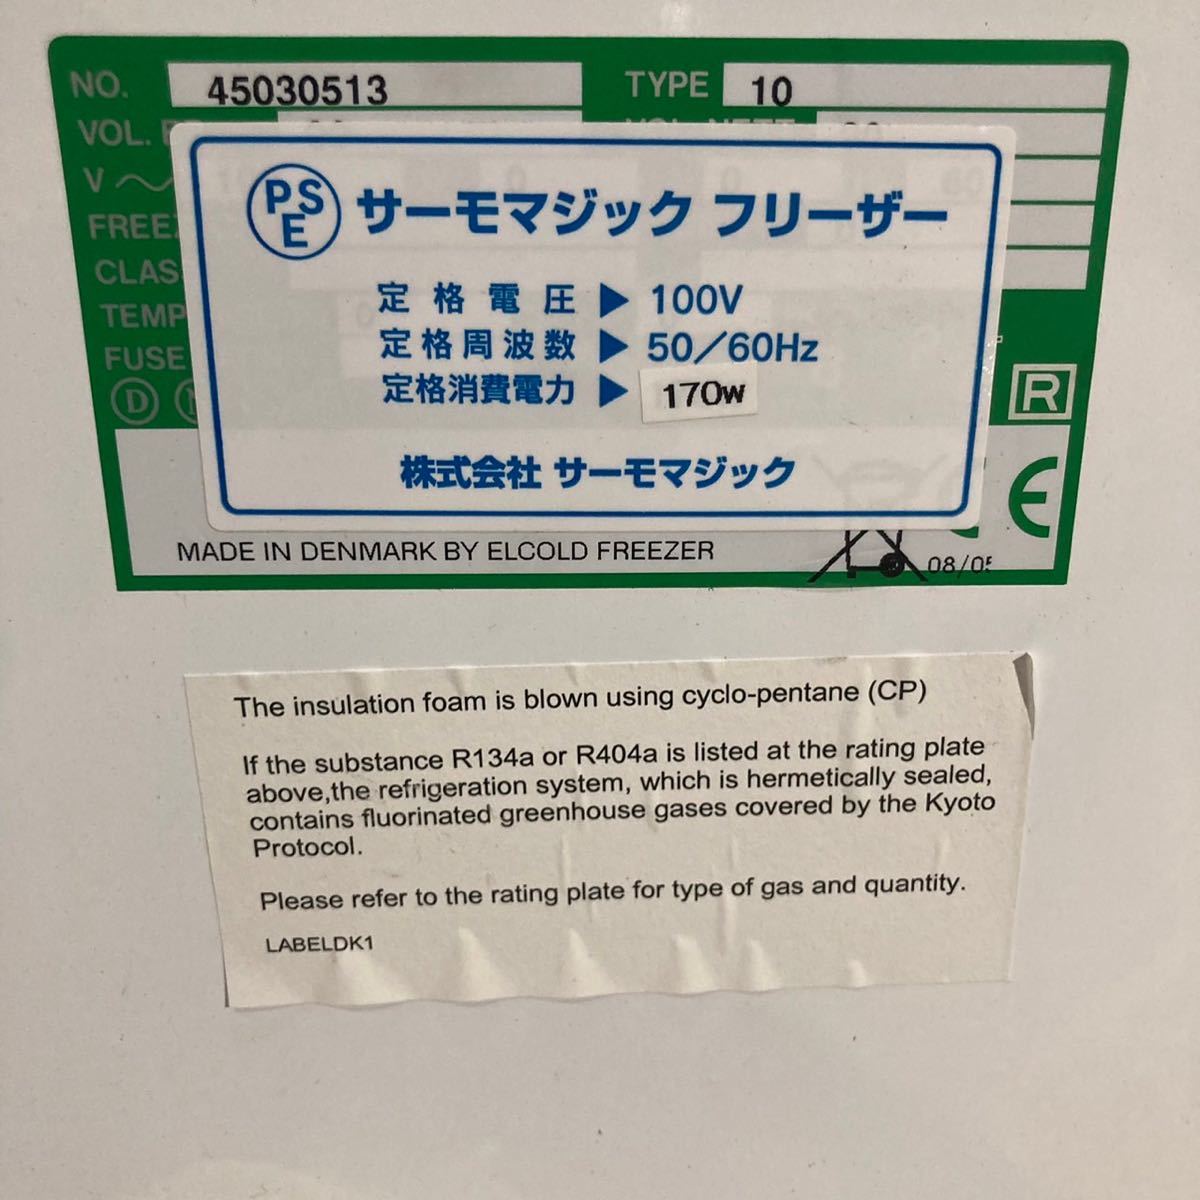 NO. 45030513 TYPE 10
VOL.
V
PSE サーモマジック フリーザー
定格電圧 ▶ 100V
定格周波数 ▶ 50/60Hz
定格消費電力 ▶ 170W
株式会社 サーモマジック
TEMP
FUSE
D
R
CE
MADE IN DENMARK BY ELCOLD FREEZER
The insulation foam is blown using cyclo-pentane (CP)
If the substance R134a or R404a is listed at the rating plate
above,the refrigeration system, which is hermetically sealed,
contains fluorinated greenhouse gases covered by the Kyoto
Protocol.
Please refer to the rating plate for type of gas and quantity.
LABELDK1